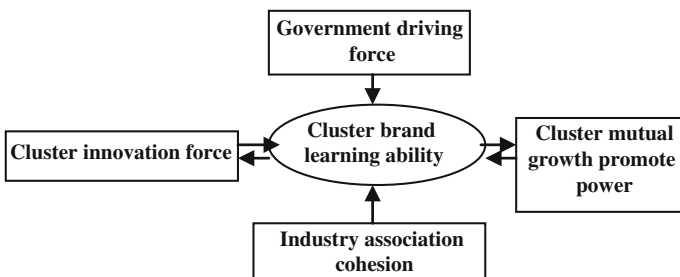 Government driving
force
Cluster innovation force
Cluster brand
learning ability
Cluster mutual
growth promote
power
Industry association
cohesion